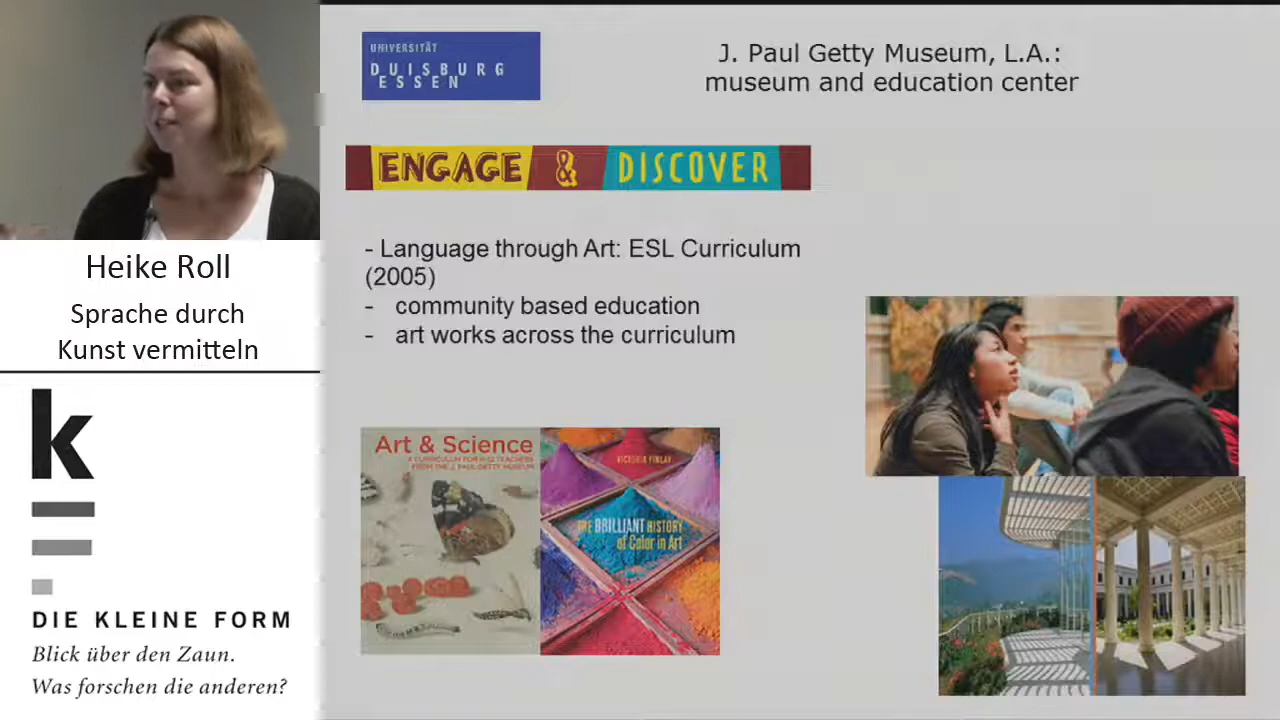 Heike Roll
Sprache durch
Kunst vermitteln
k
DIE KLEINE FORM
Blick über den Zaun.
Was forschen die anderen?
UNIVERSITÄT
DUISBURG
ESSEN
J. Paul Getty Museum, L.A.:
museum and education center
ENGAGE & DISCOVER
- Language through Art: ESL Curriculum
(2005)
- community based education
- art works across the curriculum
Art & Science
A CURRICULUM FOR K–12 TEACHERS
FROM THE J. PAUL GETTY MUSEUM
VICTORIA FINLAY
THE BRILLIANT HISTORY
of Color in Art